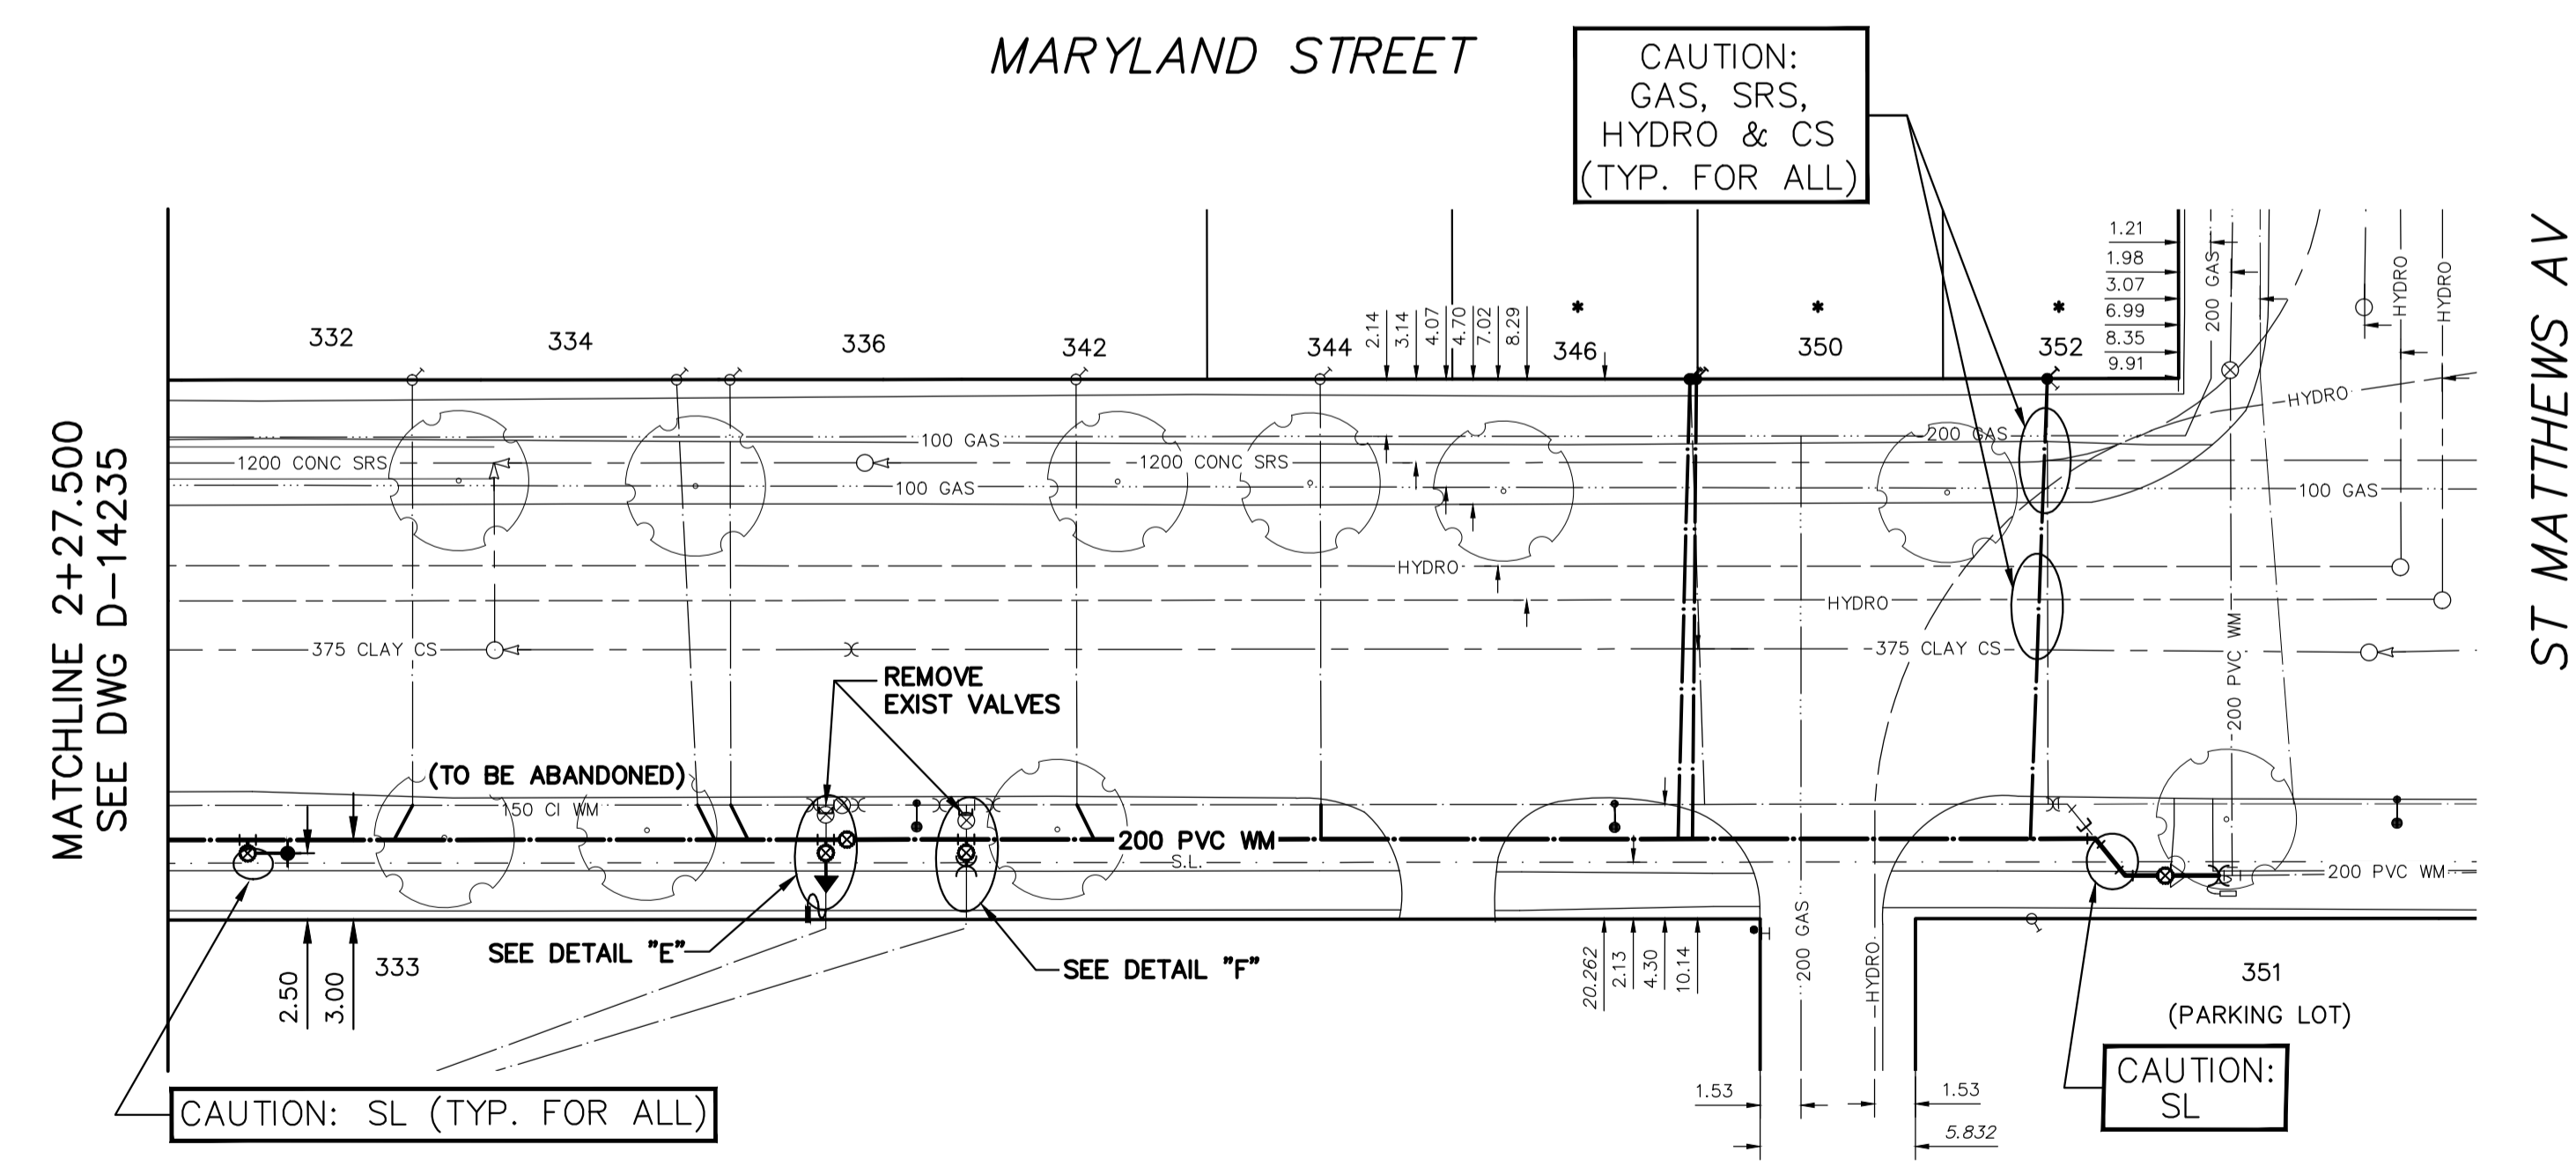 MARYLAND STREET
CAUTION:
GAS, SRS,
HYDRO & CS
(TYP. FOR ALL)
ST MATTHEWS AV
MATCHLINE 2+27.500
SEE DWG D-14235
332
334
336
342
344
346
350
352
*
*
*
2.14
3.14
4.07
4.70
7.02
8.29
1.21
1.98
3.07
6.99
8.35
9.91
200 GAS
HYDRO
HYDRO
HYDRO
100 GAS
200 GAS
1200 CONC SRS
1200 CONC SRS
100 GAS
100 GAS
HYDRO
HYDRO
375 CLAY CS
375 CLAY CS
200 PVC WM
REMOVE
EXIST VALVES
(TO BE ABANDONED)
150 CI WM
200 PVC WM
S.L.
200 PVC WM
SEE DETAIL "E"
SEE DETAIL "F"
333
2.50
3.00
20.262
2.13
4.30
10.14
200 GAS
HYDRO
351
(PARKING LOT)
1.53
1.53
5.832
CAUTION: SL (TYP. FOR ALL)
CAUTION:
SL